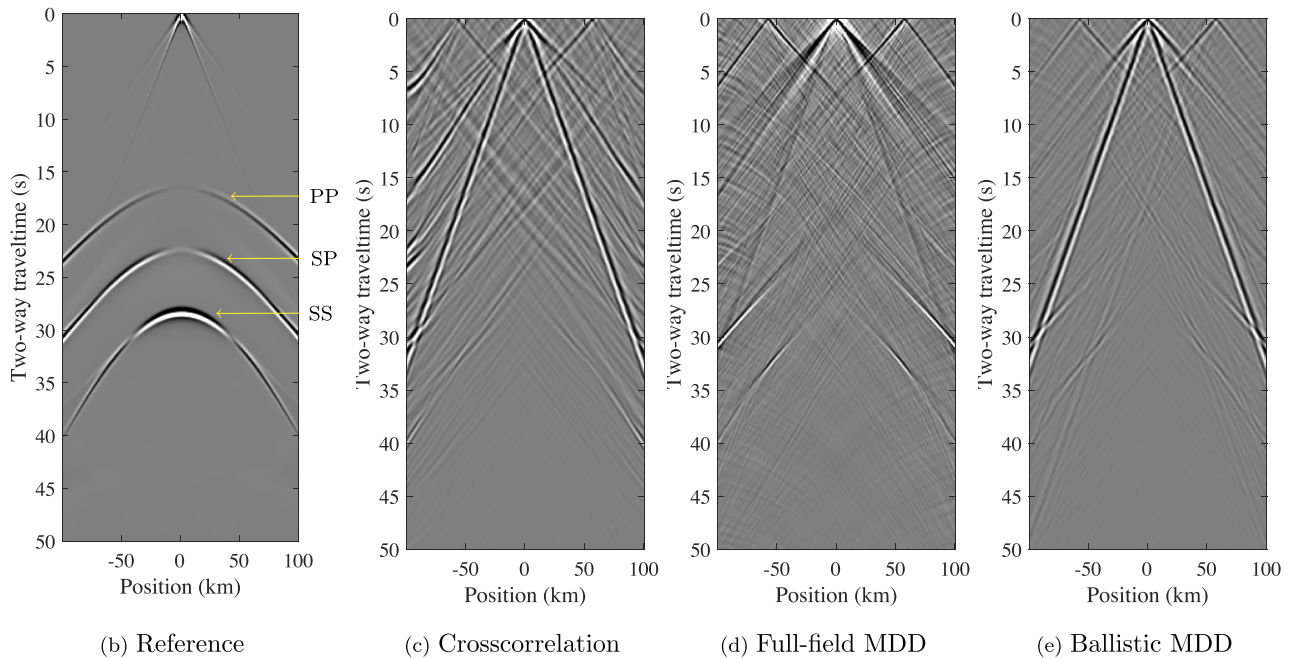 0
5
10
15
20
25
30
35
40
45
50
Two-way traveltime (s)
-50 0 50 100
Position (km)
PP
SP
SS
(b) Reference
0
5
10
15
20
25
30
35
40
45
50
Two-way traveltime (s)
-50 0 50 100
Position (km)
(c) Crosscorrelation
0
5
10
15
20
25
30
35
40
45
50
Two-way traveltime (s)
-50 0 50 100
Position (km)
(d) Full-field MDD
0
5
10
15
20
25
30
35
40
45
50
Two-way traveltime (s)
-50 0 50 100
Position (km)
(e) Ballistic MDD